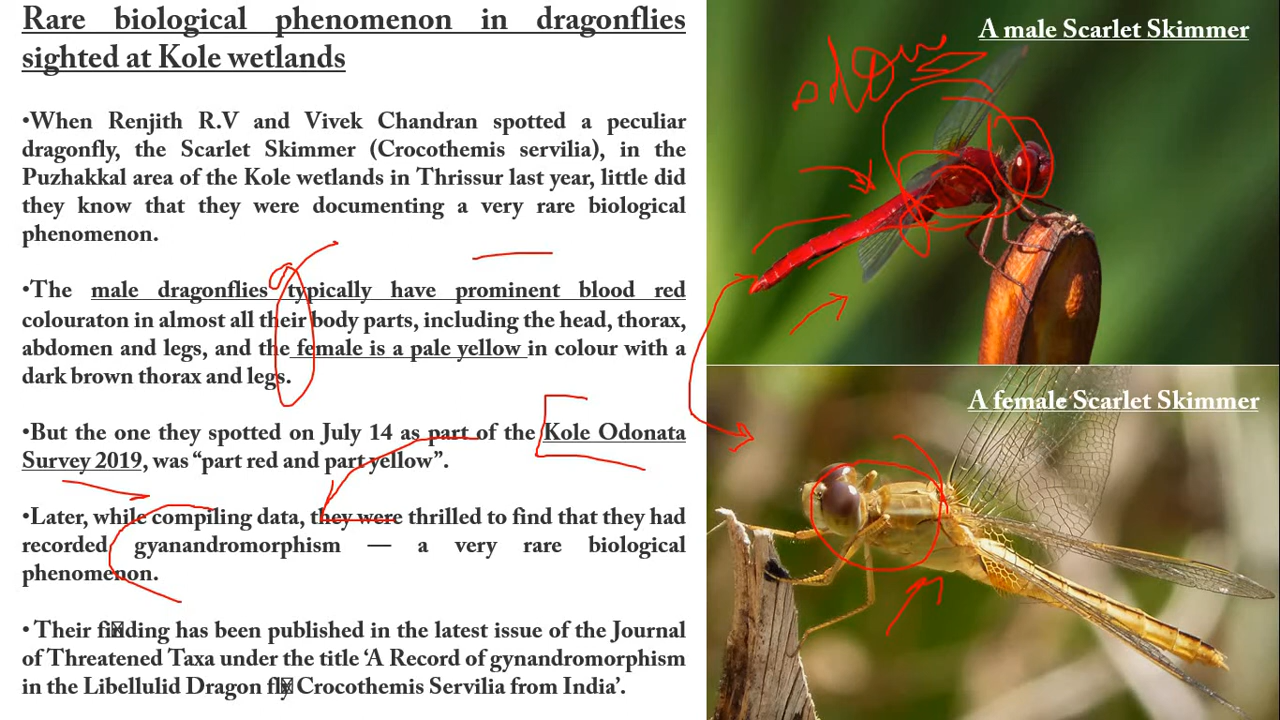 Rare biological phenomenon in dragonflies
sighted at Kole wetlands
•When Renjith R.V and Vivek Chandran spotted a peculiar
dragonfly, the Scarlet Skimmer (Crocothemis servilia), in the
Puzhakkal area of the Kole wetlands in Thrissur last year, little did
they know that they were documenting a very rare biological
phenomenon.
•The male dragonflies typically have prominent blood red
colouraton in almost all their body parts, including the head, thorax,
abdomen and legs, and the female is a pale yellow in colour with a
dark brown thorax and legs.
•But the one they spotted on July 14 as part of the Kole Odonata
Survey 2019, was “part red and part yellow”.
•Later, while compiling data, they were thrilled to find that they had
recorded gyanandromorphism — a very rare biological
phenomenon.
• Their finding has been published in the latest issue of the Journal
of Threatened Taxa under the title ‘A Record of gynandromorphism
in the Libellulid Dragon fly Crocothemis Servilia from India’.
A male Scarlet Skimmer
A female Scarlet Skimmer